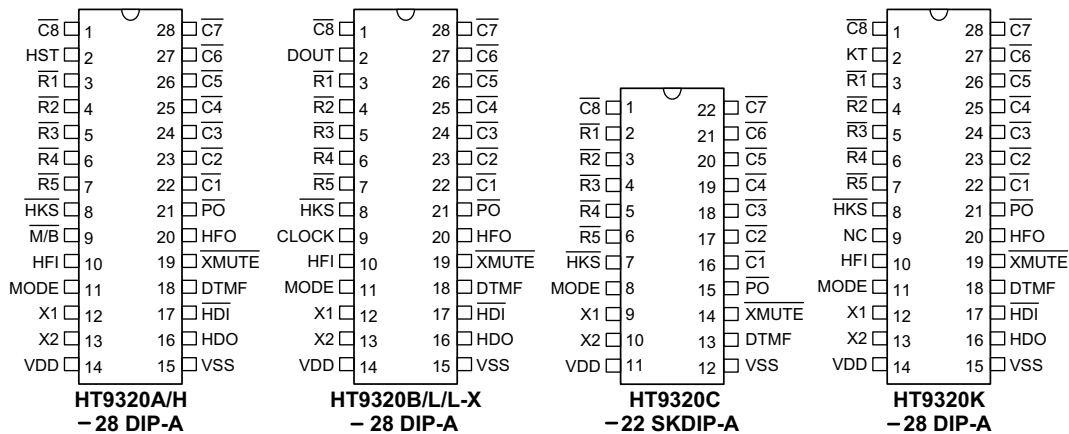 C8 1 28 C7
HST 2 27 C6
R1 3 26 C5
R2 4 25 C4
R3 5 24 C3
R4 6 23 C2
R5 7 22 C1
HKS 8 21 PO
M/B 9 20 HFO
HFI 10 19 XMUTE
MODE 11 18 DTMF
X1 12 17 HDI
X2 13 16 HDO
VDD 14 15 VSS
HT9320A/H
– 28 DIP-A
C8 1 28 C7
DOUT 2 27 C6
R1 3 26 C5
R2 4 25 C4
R3 5 24 C3
R4 6 23 C2
R5 7 22 C1
HKS 8 21 PO
CLOCK 9 20 HFO
HFI 10 19 XMUTE
MODE 11 18 DTMF
X1 12 17 HDI
X2 13 16 HDO
VDD 14 15 VSS
HT9320B/L/L-X
– 28 DIP-A
C8 1 22 C7
R1 2 21 C6
R2 3 20 C5
R3 4 19 C4
R4 5 18 C3
R5 6 17 C2
HKS 7 16 C1
MODE 8 15 PO
X1 9 14 XMUTE
X2 10 13 DTMF
VDD 11 12 VSS
HT9320C
– 22 SKDIP-A
C8 1 28 C7
KT 2 27 C6
R1 3 26 C5
R2 4 25 C4
R3 5 24 C3
R4 6 23 C2
R5 7 22 C1
HKS 8 21 PO
NC 9 20 HFO
HFI 10 19 XMUTE
MODE 11 18 DTMF
X1 12 17 HDI
X2 13 16 HDO
VDD 14 15 VSS
HT9320K
– 28 DIP-A